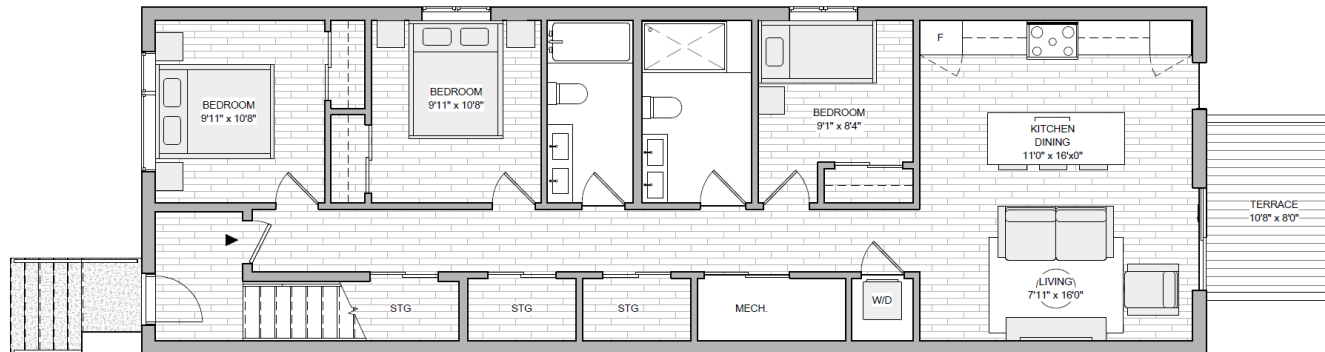 BEDROOM
9'11" x 10'8"
BEDROOM
9'11" x 10'8"
BEDROOM
9'1" x 8'4"
F
KITCHEN
DINING
11'0" x 16'x0"
TERRACE
10'8" x 8'0"
LIVING
7'11" x 16'0"
STG
STG
STG
MECH.
W/D